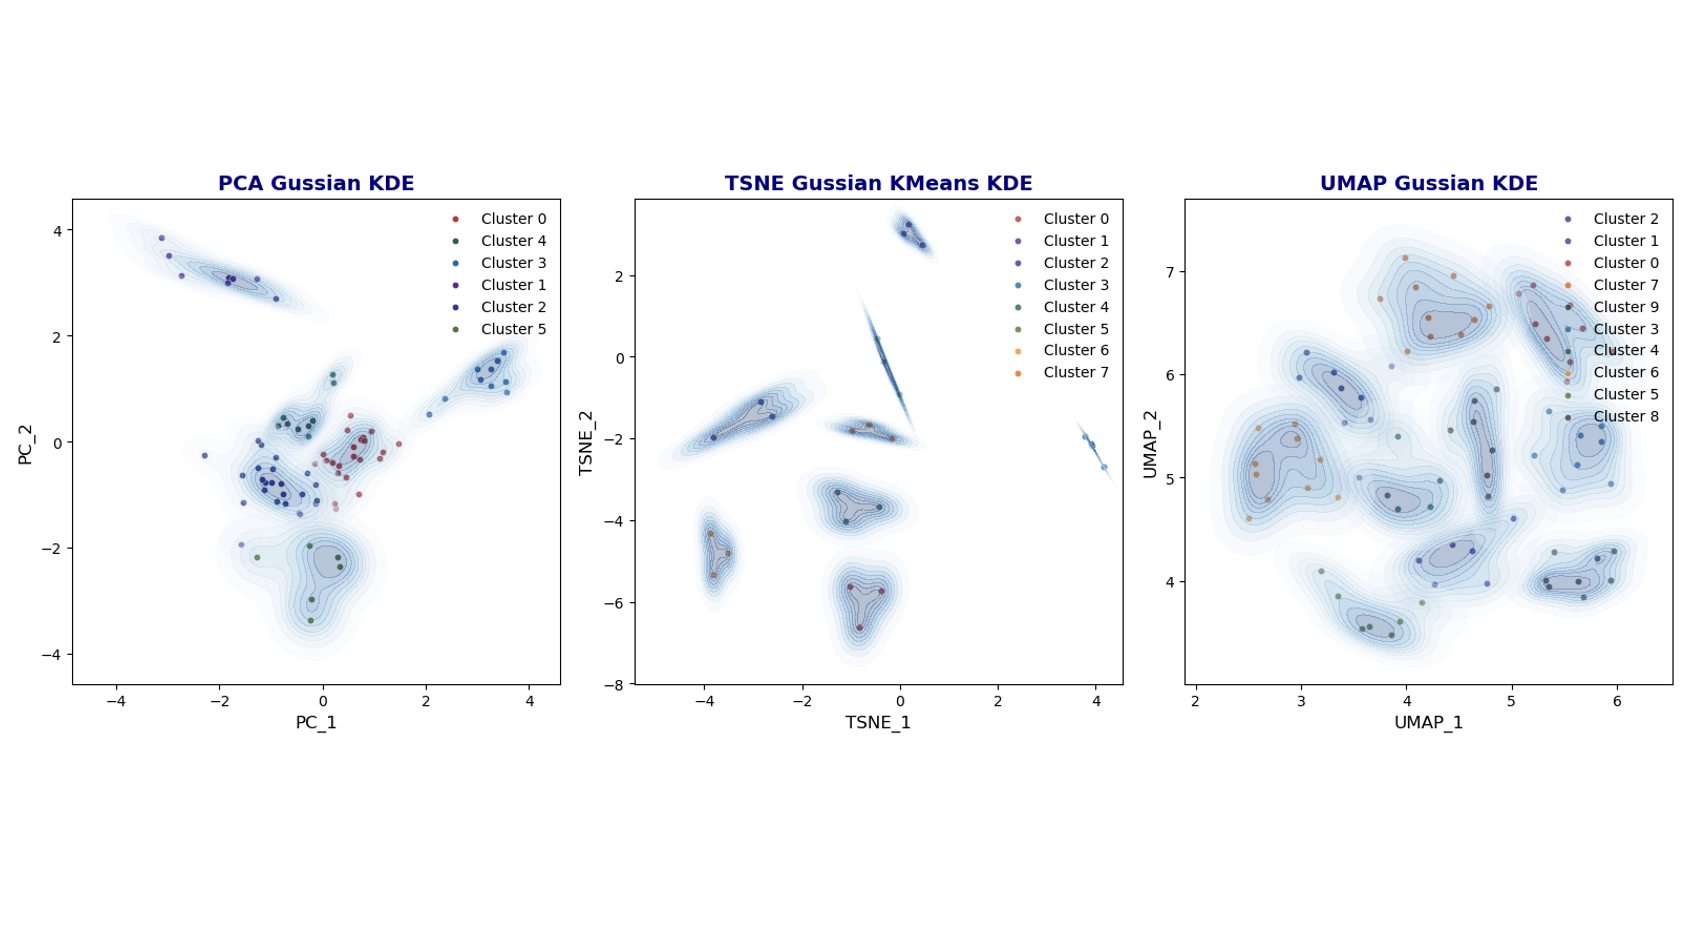 PCA Gussian KDE
4
2
0
−2
−4
−4
−2
0
2
4
PC_2
PC_1
Cluster 0
Cluster 4
Cluster 3
Cluster 1
Cluster 2
Cluster 5
TSNE Gussian KMeans KDE
2
0
−2
−4
−6
−8
−4
−2
0
2
4
TSNE_2
TSNE_1
Cluster 0
Cluster 1
Cluster 2
Cluster 3
Cluster 4
Cluster 5
Cluster 6
Cluster 7
UMAP Gussian KDE
7
6
5
4
2
3
4
5
6
UMAP_2
UMAP_1
Cluster 2
Cluster 1
Cluster 0
Cluster 7
Cluster 9
Cluster 3
Cluster 4
Cluster 6
Cluster 5
Cluster 8